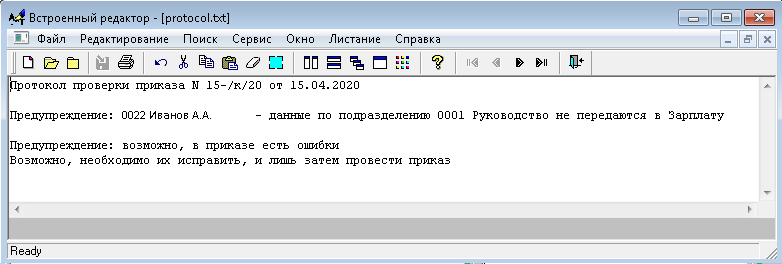 Встроенный редактор - [protocol.txt]
Файл Редактирование Поиск Сервис Окно Листание Справка
Протокол проверки приказа N 15-/к/20 от 15.04.2020
Предупреждение: 0022 Иванов А.А. - данные по подразделению 0001 Руководство не передаются в Зарплату
Предупреждение: возможно, в приказе есть ошибки
Возможно, необходимо их исправить, и лишь затем провести приказ
Ready